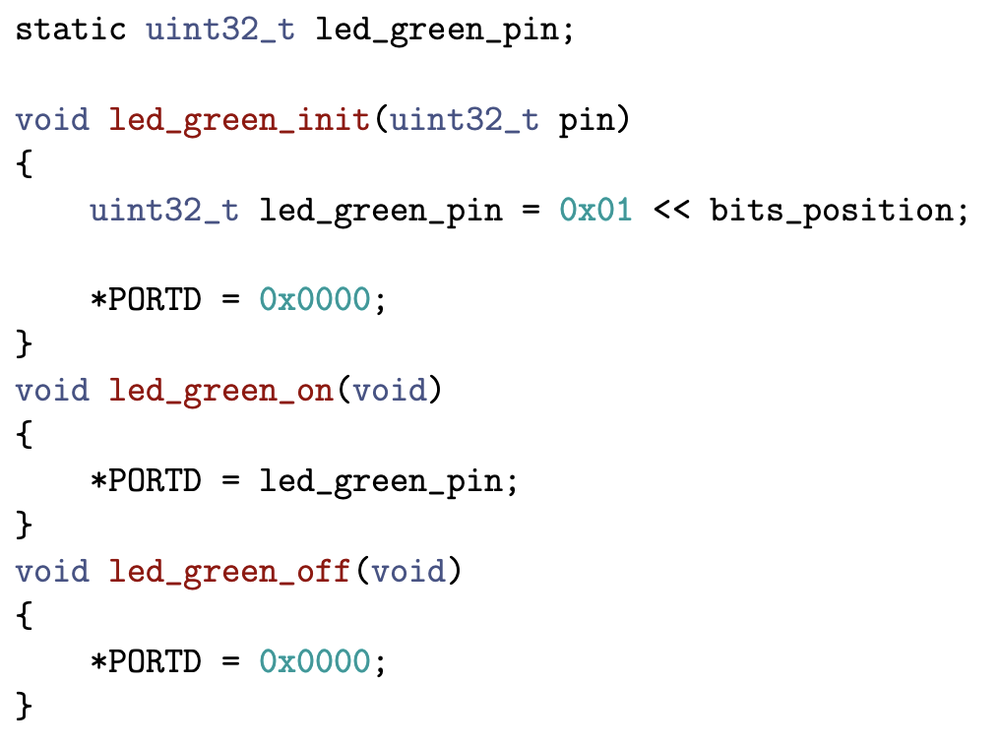 static uint32_t led_green_pin;

void led_green_init(uint32_t pin)
{
    uint32_t led_green_pin = 0x01 << bits_position;

    *PORTD = 0x0000;
}
void led_green_on(void)
{
    *PORTD = led_green_pin;
}
void led_green_off(void)
{
    *PORTD = 0x0000;
}